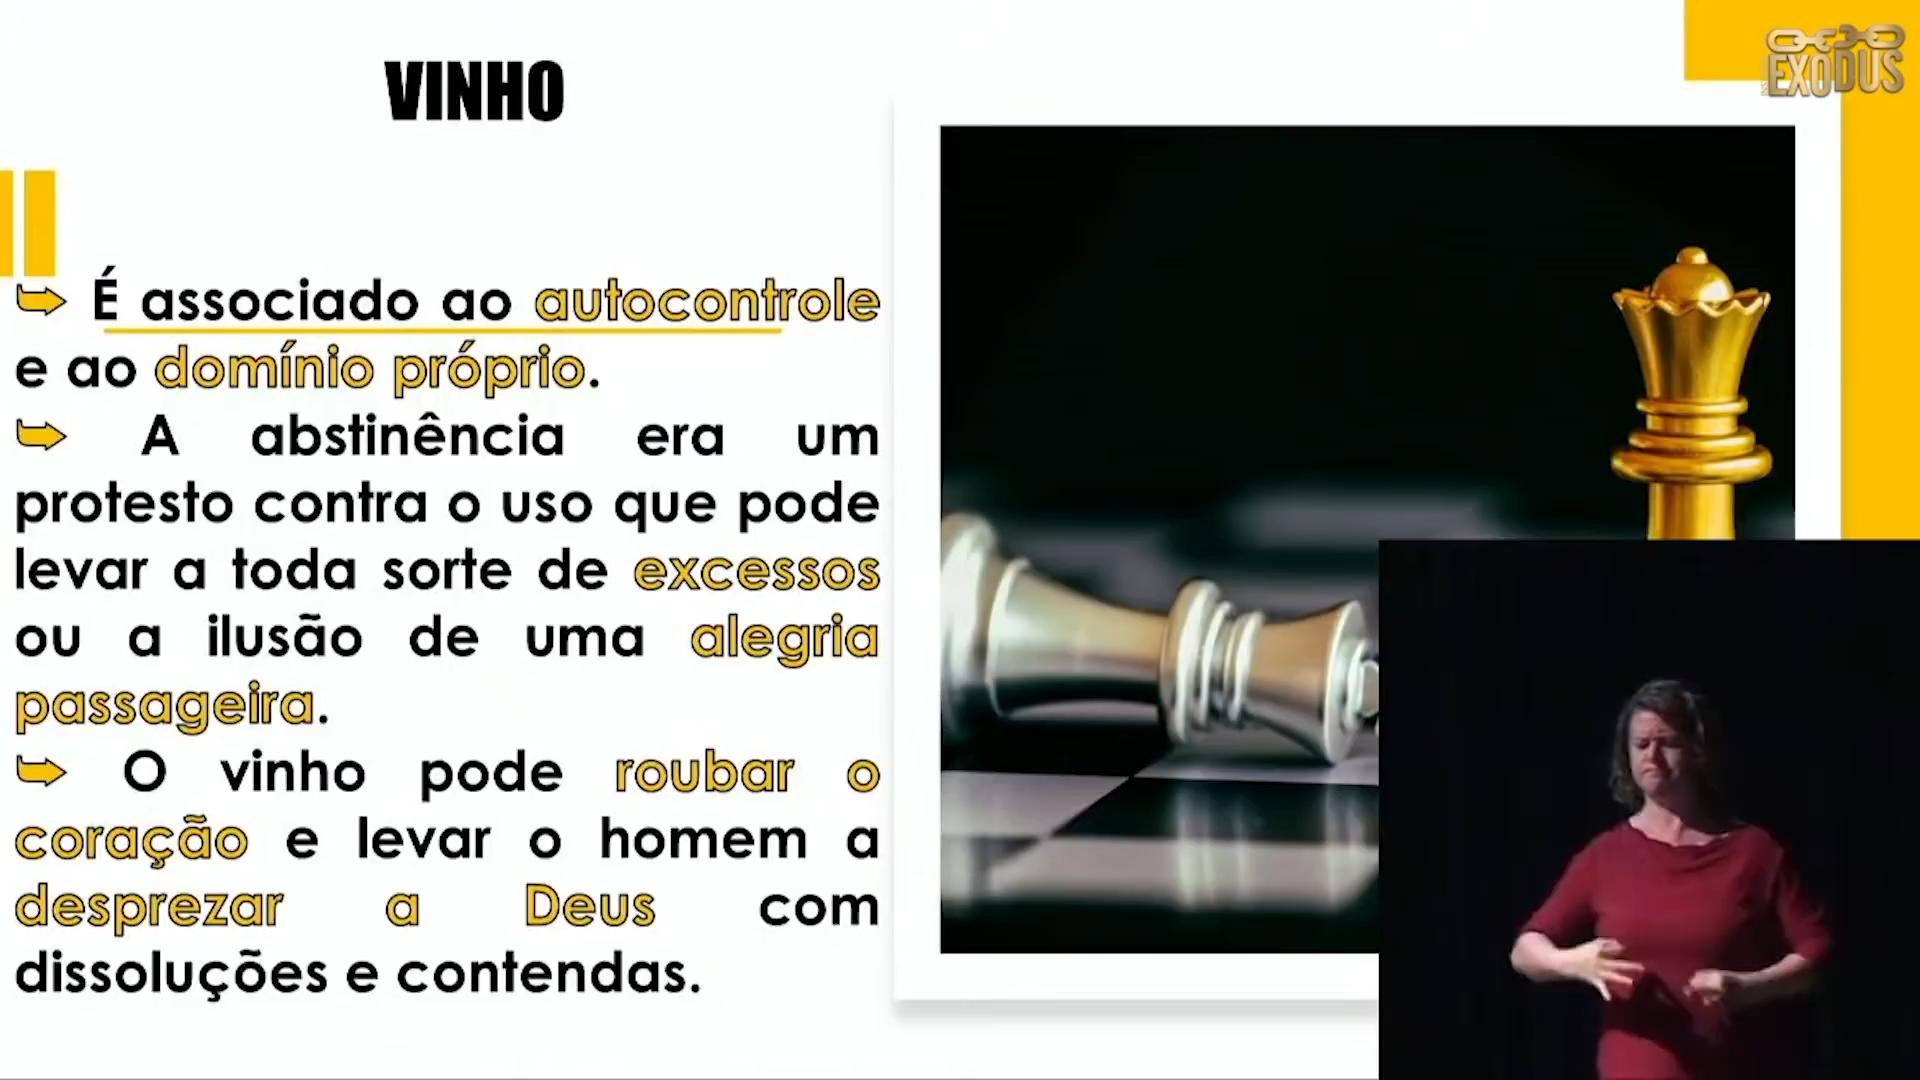 VINHO
EXODUS
➥ É associado ao autocontrole
e ao domínio próprio.
➥ A abstinência era um
protesto contra o uso que pode
levar a toda sorte de excessos
ou a ilusão de uma alegria
passageira.
➥ O vinho pode roubar o
coração e levar o homem a
desprezar a Deus com
dissoluções e contendas.